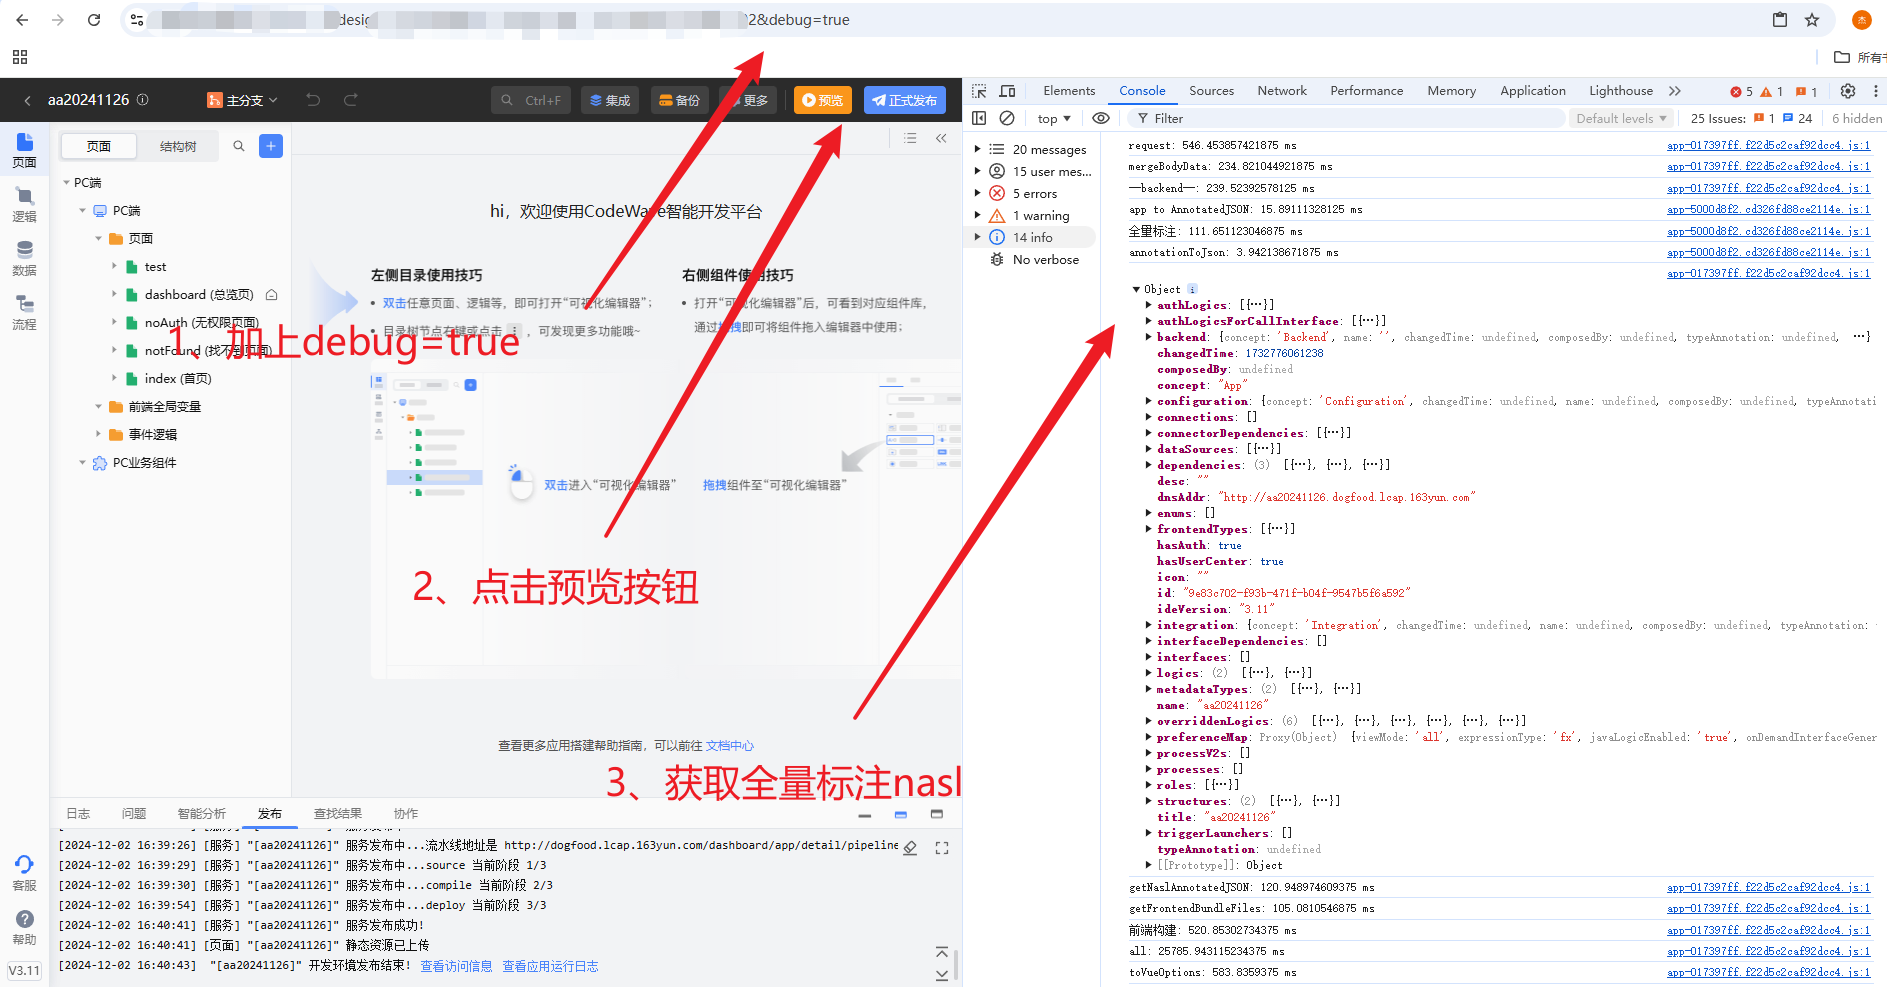 desig
02&debug=true
杰
所有书
aa20241126
主分支
Ctrl+F
集成
备份
更多
预览
正式发布
页面
逻辑
数据
流程
客服
帮助
V3.11
页面
结构树
PC端
PC端
页面
test
dashboard (总览页)
noAuth (无权限页面)
notFound (找不到页面)
index (首页)
前端全局变量
事件逻辑
PC业务组件
hi，欢迎使用CodeWave智能开发平台
左侧目录使用技巧
双击任意页面、逻辑等，即可打开“可视化编辑器”；
目录树节点右键或点击 ⋮ ，可发现更多功能哦~
右侧组件使用技巧
打开“可视化编辑器”后，可看到对应组件库，
通过拖拽即可将组件拖入编辑器中使用；
双击进入“可视化编辑器”
拖拽组件至“可视化编辑器”
查看更多应用搭建帮助指南，可以前往 文档中心
1、加上debug=true
2、点击预览按钮
3、获取全量标注nasl
日志
问题
智能分析
发布
查找结果
协作
[2024-12-02 16:39:26] [服务] "[aa20241126]" 服务发布中...流水线地址是 http://dogfood.lcap.163yun.com/dashboard/app/detail/pipeline
[2024-12-02 16:39:29] [服务] "[aa20241126]" 服务发布中...source 当前阶段 1/3
[2024-12-02 16:39:30] [服务] "[aa20241126]" 服务发布中...compile 当前阶段 2/3
[2024-12-02 16:39:54] [服务] "[aa20241126]" 服务发布中...deploy 当前阶段 3/3
[2024-12-02 16:40:41] [服务] "[aa20241126]" 服务发布成功!
[2024-12-02 16:40:41] [页面] "[aa20241126]" 静态资源已上传
[2024-12-02 16:40:43] "[aa20241126]" 开发环境发布结束! 查看访问信息 查看应用运行日志
Elements
Console
Sources
Network
Performance
Memory
Application
Lighthouse
5
1
1
top
Filter
Default levels
25 Issues: 1 24
6 hidden
20 messages
15 user mes...
5 errors
1 warning
14 info
No verbose
request: 546.453857421875 ms app-017397ff.f22d5c2caf92dcc4.js:1
mergeBodyData: 234.821044921875 ms app-017397ff.f22d5c2caf92dcc4.js:1
——backend——: 239.52392578125 ms app-017397ff.f22d5c2caf92dcc4.js:1
app to AnnotatedJSON: 15.89111328125 ms app-5000d8f2.cd326fd88ce2114e.js:1
全量标注: 111.651123046875 ms app-5000d8f2.cd326fd88ce2114e.js:1
annotationToJson: 3.942138671875 ms app-5000d8f2.cd326fd88ce2114e.js:1
app-017397ff.f22d5c2caf92dcc4.js:1
Object
authLogics: [{…}]
authLogicsForCallInterface: [{…}]
backend: {concept: 'Backend', name: '', changedTime: undefined, composedBy: undefined, typeAnnotation: undefined, …}
changedTime: 1732776061238
composedBy: undefined
concept: "App"
configuration: {concept: 'Configuration', changedTime: undefined, name: undefined, composedBy: undefined, typeAnnotati
connections: []
connectorDependencies: [{…}]
dataSources: [{…}]
dependencies: (3) [{…}, {…}, {…}]
desc: ""
dnsAddr: "http://aa20241126.dogfood.lcap.163yun.com"
enums: []
frontendTypes: [{…}]
hasAuth: true
hasUserCenter: true
icon: ""
id: "9e83c702-f93b-471f-b04f-9547b5f6a592"
ideVersion: "3.11"
integration: {concept: 'Integration', changedTime: undefined, name: undefined, composedBy: undefined, typeAnnotation:
interfaceDependencies: []
interfaces: []
logics: (2) [{…}, {…}]
metadataTypes: (2) [{…}, {…}]
name: "aa20241126"
overriddenLogics: (6) [{…}, {…}, {…}, {…}, {…}, {…}]
preferenceMap: Proxy(Object) {viewMode: 'all', expressionType: 'fx', javaLogicEnabled: 'true', onDemandInterfaceGener
processV2s: []
processes: []
roles: [{…}]
structures: (2) [{…}, {…}]
title: "aa20241126"
triggerLaunchers: []
typeAnnotation: undefined
[[Prototype]]: Object
getNaslAnnotatedJSON: 120.948974609375 ms app-017397ff.f22d5c2caf92dcc4.js:1
getFrontendBundleFiles: 105.0810546875 ms app-017397ff.f22d5c2caf92dcc4.js:1
前端构建: 520.85302734375 ms app-017397ff.f22d5c2caf92dcc4.js:1
all: 25785.943115234375 ms app-017397ff.f22d5c2caf92dcc4.js:1
toVueOptions: 583.8359375 ms app-017397ff.f22d5c2caf92dcc4.js:1